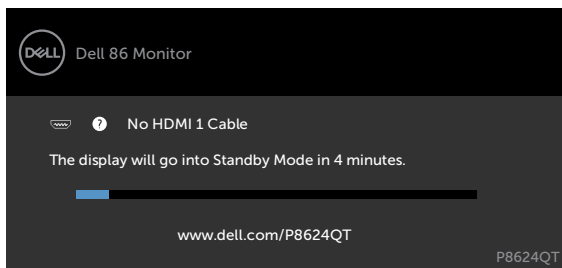 DELL
Dell 86 Monitor
? No HDMI 1 Cable
The display will go into Standby Mode in 4 minutes.
www.dell.com/P8624QT
P8624QT